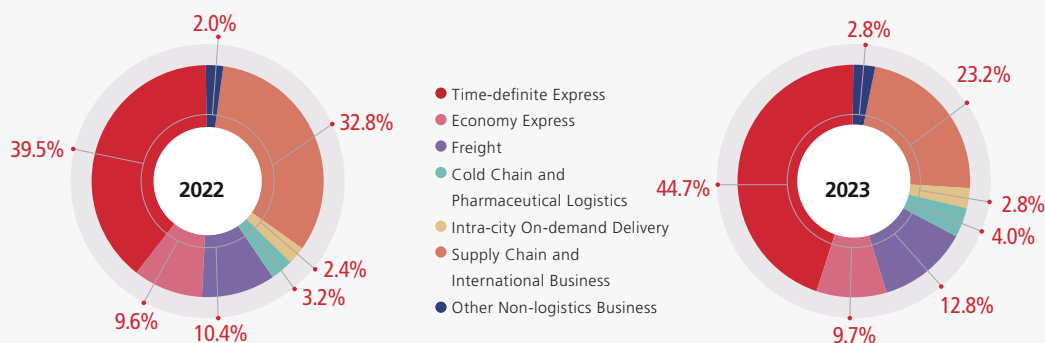 2.0%
32.8%
39.5%
2022
2.4%
3.2%
9.6%
10.4%
Time-definite Express
Economy Express
Freight
Cold Chain and
Pharmaceutical Logistics
Intra-city On-demand Delivery
Supply Chain and
International Business
Other Non-logistics Business
2.8%
23.2%
44.7%
2023
2.8%
4.0%
12.8%
9.7%